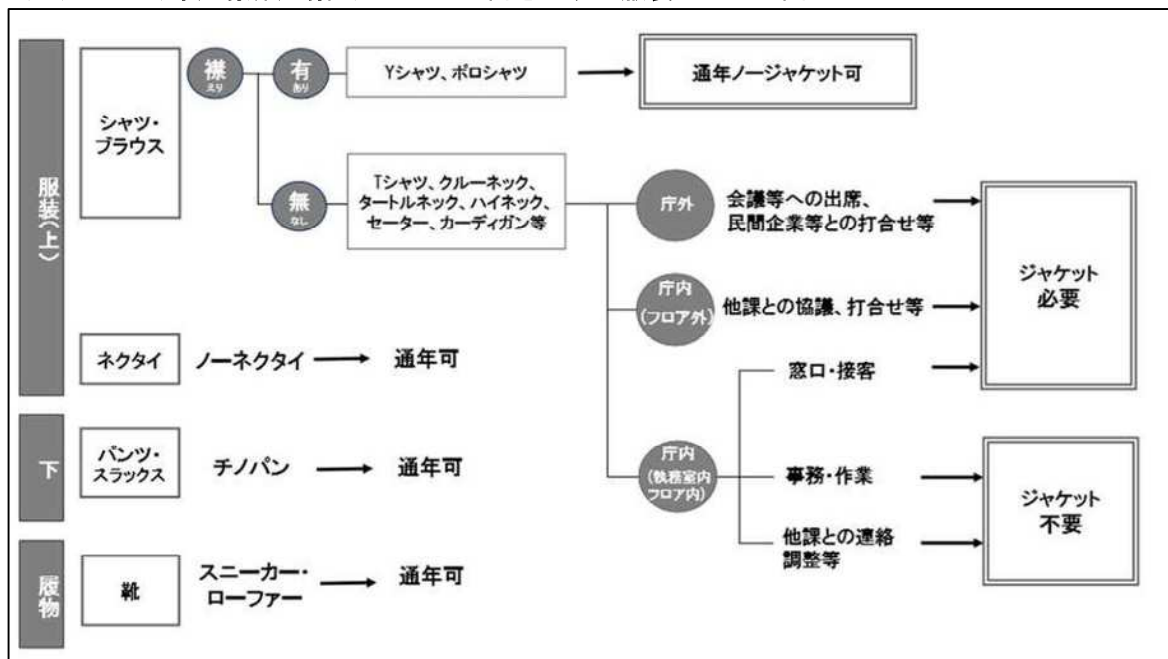 服装(上)
シャツ・
ブラウス
襟
えり
有
あり
Yシャツ、ポロシャツ
通年ノージャケット可
無
なし
Tシャツ、クルーネック、
タートルネック、ハイネック、
セーター、カーディガン等
庁外
会議等への出席、
民間企業等との打合せ等
庁内
(フロア外)
他課との協議、打合せ等
ジャケット
必要
窓口・接客
庁内
(執務室内
フロア内)
事務・作業
他課との連絡
調整等
ジャケット
不要
ネクタイ
ノーネクタイ
通年可
下
パンツ・
スラックス
チノパン
通年可
履物
靴
スニーカー・
ローファー
通年可